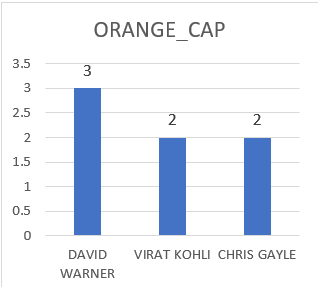 ORANGE_CAP
3.5
3
2.5
2
1.5
1
0.5
0
3
2
2
DAVID WARNER
VIRAT KOHLI
CHRIS GAYLE